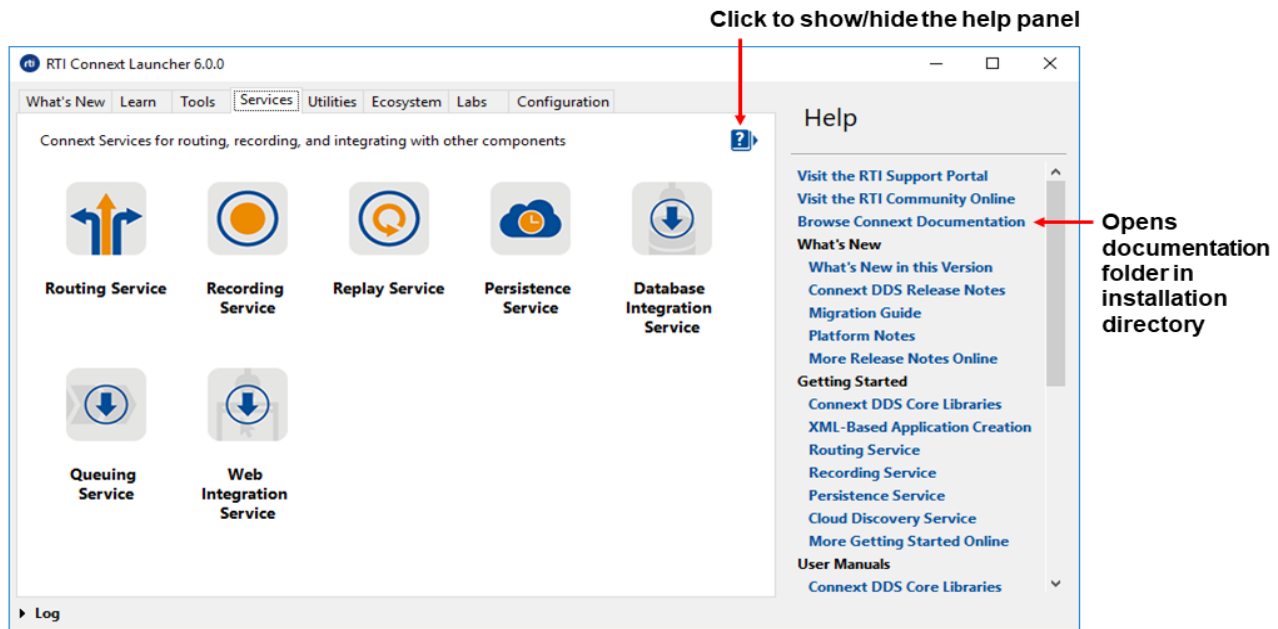 Click to show/hide the help panel
rti RTI Connext Launcher 6.0.0
What's New Learn Tools Services Utilities Ecosystem Labs Configuration
Connext Services for routing, recording, and integrating with other components
?
Routing Service
Recording
Service
Replay Service
Persistence
Service
Database
Integration
Service
Queuing
Service
Web
Integration
Service
Log
Help
Visit the RTI Support Portal
Visit the RTI Community Online
Browse Connext Documentation
What's New
What's New in this Version
Connext DDS Release Notes
Migration Guide
Platform Notes
More Release Notes Online
Getting Started
Connext DDS Core Libraries
XML-Based Application Creation
Routing Service
Recording Service
Persistence Service
Cloud Discovery Service
More Getting Started Online
User Manuals
Connext DDS Core Libraries
Opens
documentation
folder in
installation
directory